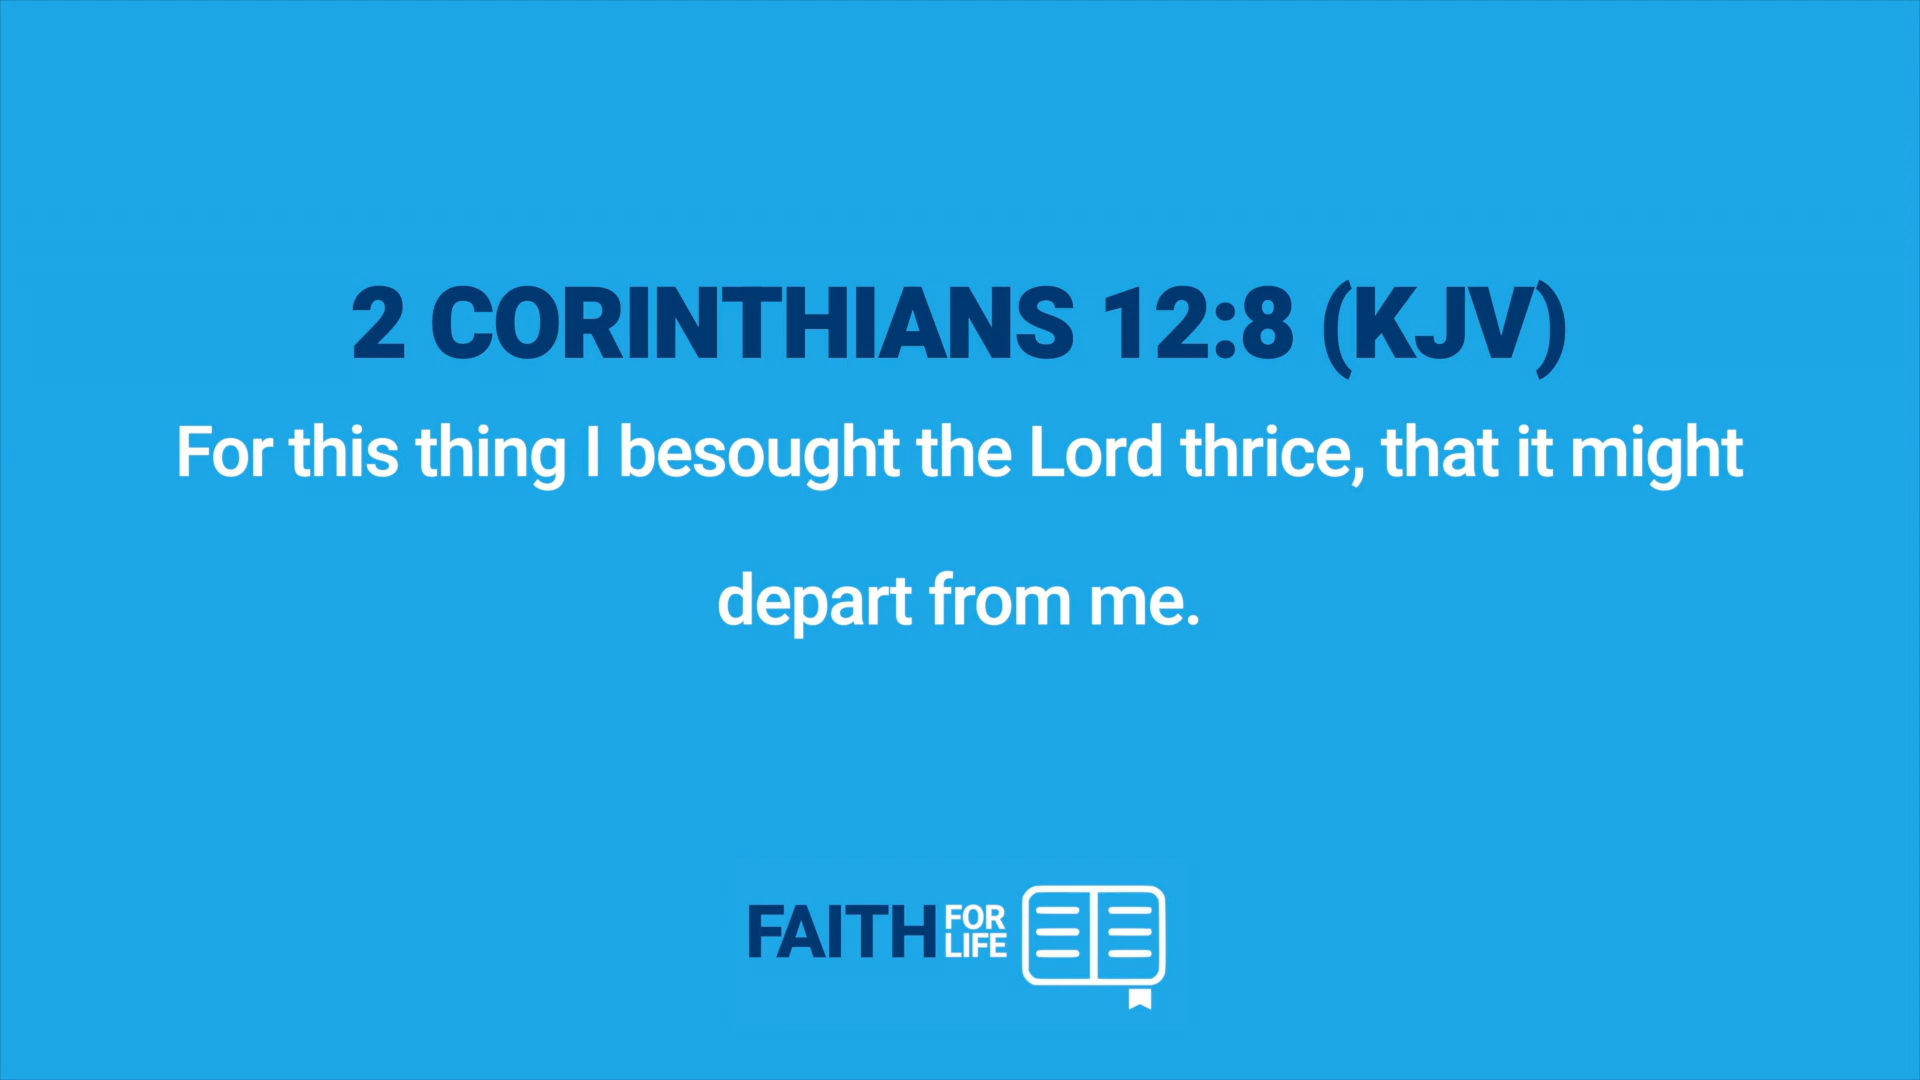 2 CORINTHIANS 12:8 (KJV)
For this thing I besought the Lord thrice, that it might
depart from me.
FAITH FOR
LIFE